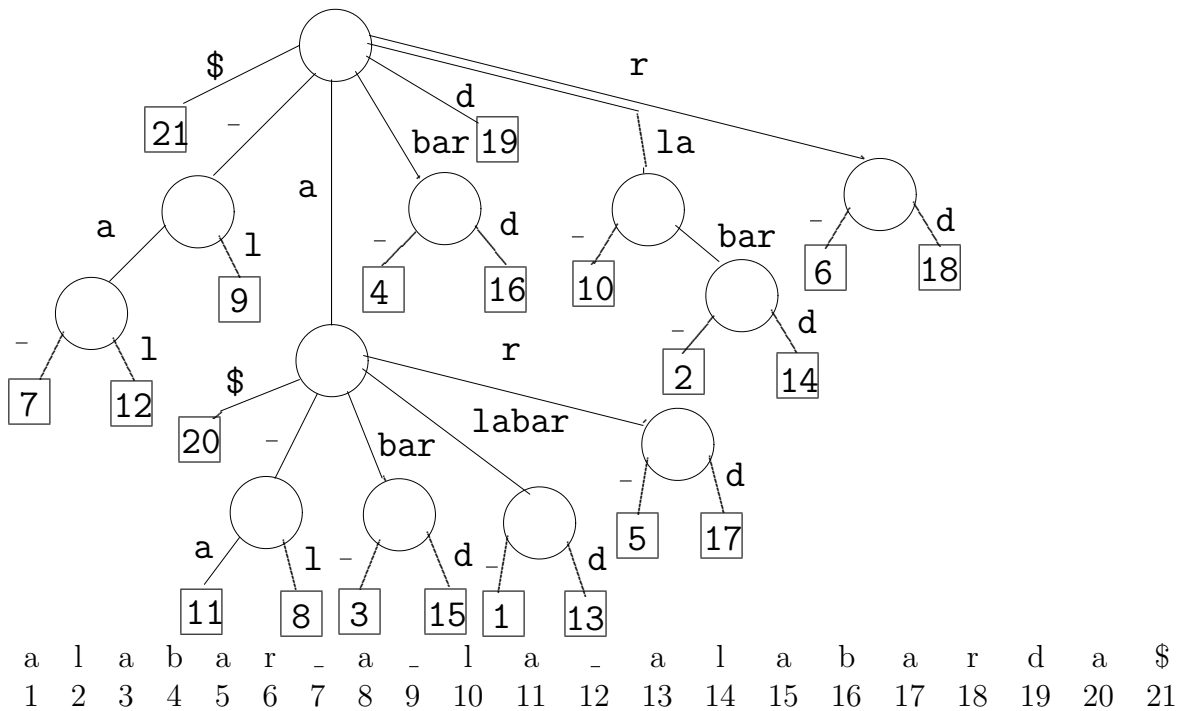 $ _ a bar d la r
21 19
a l _ d _ bar _ d
9 4 16 10 6 18
_ l _ d
7 12 2 14
$ _ bar labar r
20
a l _ d _ d _ d
5 17
11 8 3 15 1 13
a l a b a r _ a _ l a _ a l a b a r d a $
1 2 3 4 5 6 7 8 9 10 11 12 13 14 15 16 17 18 19 20 21